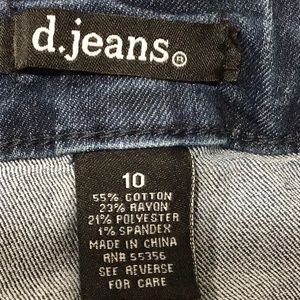 d.jeans®
10
55% COTTON
23% RAYON
21% POLYESTER
1% SPANDEX
MADE IN CHINA
RN# 55356
SEE REVERSE
FOR CARE